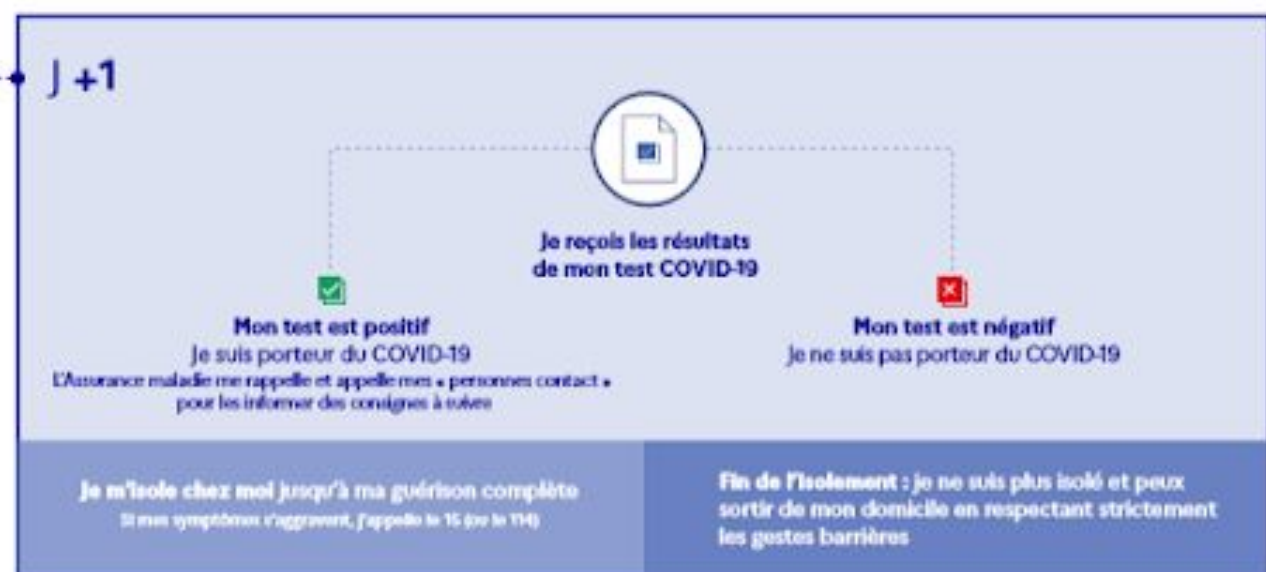 J +1
Je reçois les résultats
de mon test COVID-19
Mon test est positif
Je suis porteur du COVID-19
L'Assurance maladie me rappelle et appelle mes « personnes contact »
pour les informer des consignes à suivre
Mon test est négatif
Je ne suis pas porteur du COVID-19
Je m'isole chez moi jusqu'à ma guérison complète
Si mes symptômes s'aggravent, j'appelle le 15 (ou le 114)
Fin de l'isolement : je ne suis plus isolé et peux
sortir de mon domicile en respectant strictement
les gestes barrières